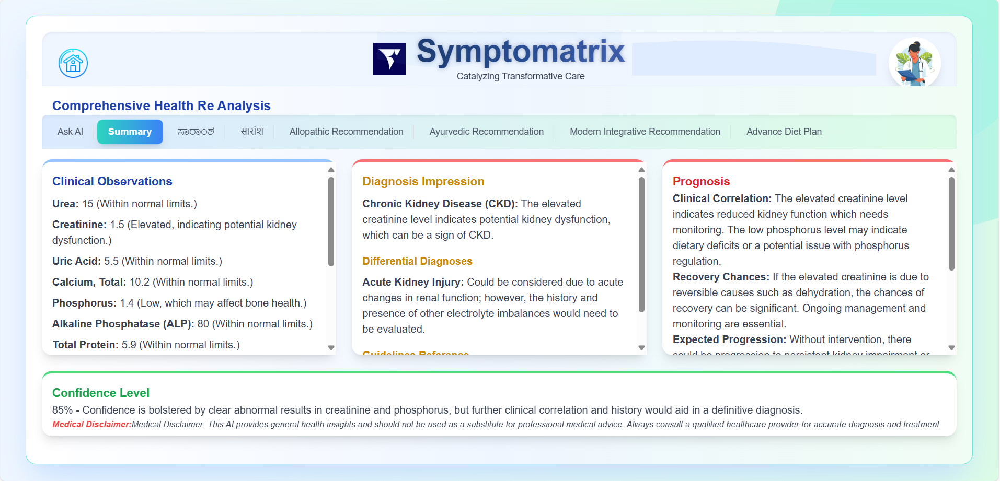 Symptomatrix
Catalyzing Transformative Care
Comprehensive Health Re Analysis
Ask AI
Summary
ಸಾರಾಂಶ
सारांश
Allopathic Recommendation
Ayurvedic Recommendation
Modern Integrative Recommendation
Advance Diet Plan
Clinical Observations
Urea: 15 (Within normal limits.)
Creatinine: 1.5 (Elevated, indicating potential kidney
dysfunction.)
Uric Acid: 5.5 (Within normal limits.)
Calcium, Total: 10.2 (Within normal limits.)
Phosphorus: 1.4 (Low, which may affect bone health.)
Alkaline Phosphatase (ALP): 80 (Within normal limits.)
Total Protein: 5.9 (Within normal limits.)
Diagnosis Impression
Chronic Kidney Disease (CKD): The elevated
creatinine level indicates potential kidney dysfunction,
which can be a sign of CKD.
Differential Diagnoses
Acute Kidney Injury: Could be considered due to acute
changes in renal function; however, the history and
presence of other electrolyte imbalances would need to
be evaluated.
Guidelines Reference
Prognosis
Clinical Correlation: The elevated creatinine level
indicates reduced kidney function which needs
monitoring. The low phosphorus level may indicate
dietary deficits or a potential issue with phosphorus
regulation.
Recovery Chances: If the elevated creatinine is due to
reversible causes such as dehydration, the chances of
recovery can be significant. Ongoing management and
monitoring are essential.
Expected Progression: Without intervention, there
could be progression to persistent kidney impairment or
Confidence Level
85% - Confidence is bolstered by clear abnormal results in creatinine and phosphorus, but further clinical correlation and history would aid in a definitive diagnosis.
Medical Disclaimer:Medical Disclaimer: This AI provides general health insights and should not be used as a substitute for professional medical advice. Always consult a qualified healthcare provider for accurate diagnosis and treatment.